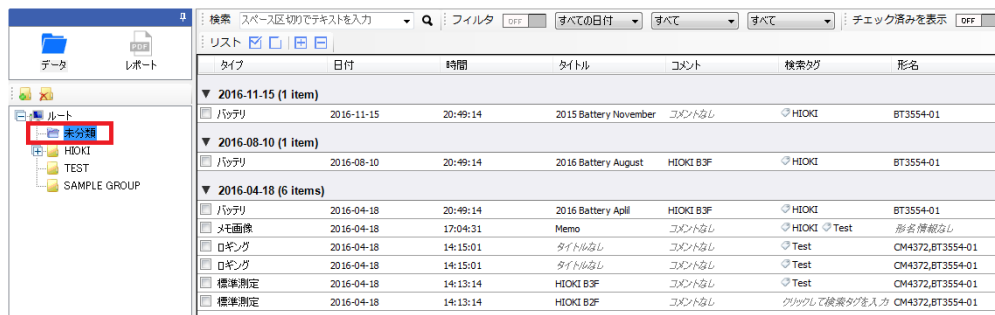 検索 スペース区切りでテキストを入力 フィルタ OFF すべての日付 すべて すべて チェック済みを表示 OFF
PDF
データ レポート
リスト
タイプ 日付 時間 タイトル コメント 検索タグ 形名
ルート
未分類
HIOKI
TEST
SAMPLE GROUP
▼ 2016-11-15 (1 item)
バッテリ 2016-11-15 20:49:14 2015 Battery November コメントなし HIOKI BT3554-01
▼ 2016-08-10 (1 item)
バッテリ 2016-08-10 20:49:14 2016 Battery August HIOKI B3F HIOKI BT3554-01
▼ 2016-04-18 (6 items)
バッテリ 2016-04-18 20:49:14 2016 Battery Aplil HIOKI B3F HIOKI BT3554-01
メモ画像 2016-04-18 17:04:31 Memo コメントなし HIOKI Test 形名情報なし
ロギング 2016-04-18 14:15:01 タイトルなし コメントなし Test CM4372,BT3554-01
ロギング 2016-04-18 14:15:01 タイトルなし コメントなし Test CM4372,BT3554-01
標準測定 2016-04-18 14:13:14 HIOKI B3F コメントなし Test CM4372,BT3554-01
標準測定 2016-04-18 14:13:14 HIOKI B2F コメントなし クリックして検索タグを入力 CM4372,BT3554-01